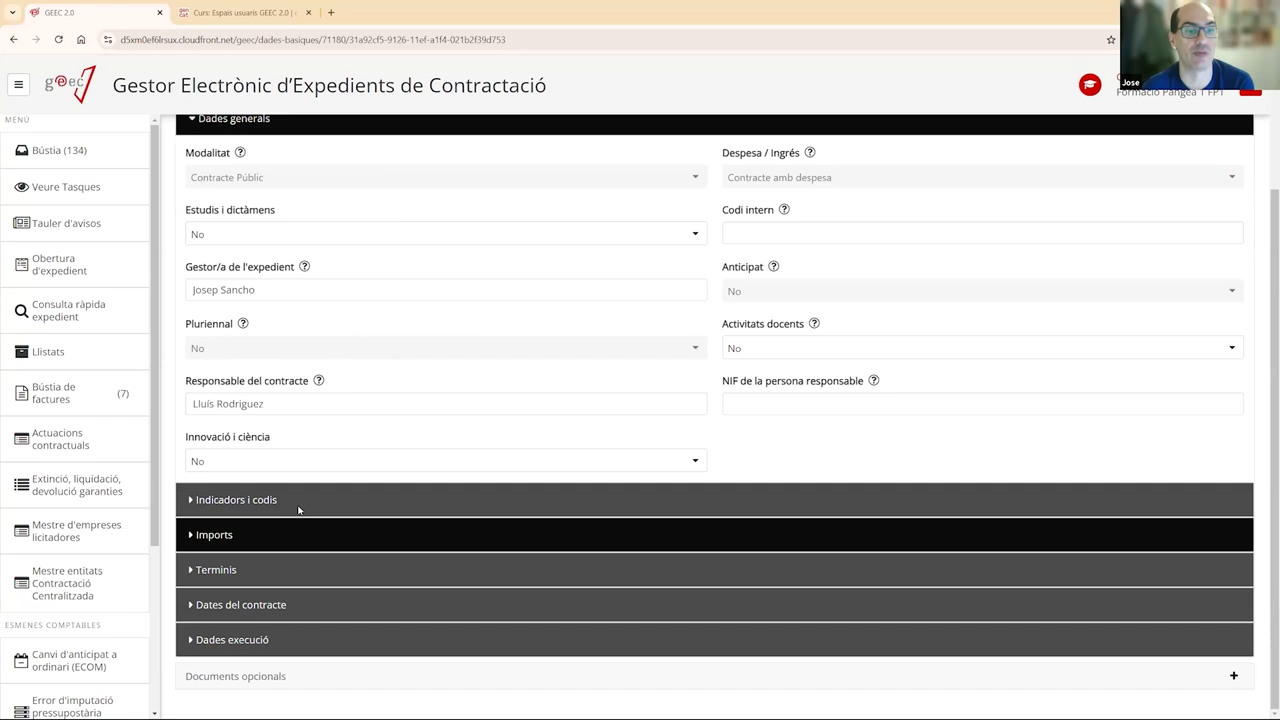 GEEC 2.0
Curs: Espais usuaris GEEC 2.0 | c
d5xm0ef6lrsux.cloudfront.net/geec/dades-basiques/71180/31a92cf5-9126-11ef-a1f4-021b2f39d753
Jose
geec
Gestor Electrònic d'Expedients de Contractació
Formació Pangea 1 FP1
MENÚ
Bústia (134)
Veure Tasques
Tauler d'avisos
Obertura
d'expedient
Consulta ràpida
expedient
Llistats
Bústia de
factures
(7)
Actuacions
contractuals
Extinció, liquidació,
devolució garanties
Mestre d'empreses
licitadores
Mestre entitats
Contractació
Centralitzada
ESMENES COMPTABLES
Canvi d'anticipat a
ordinari (ECOM)
Error d'imputació
pressupostària
Dades generals
Modalitat
Despesa / Ingrés
Contracte Públic
Contracte amb despesa
Estudis i dictàmens
Codi intern
No
Gestor/a de l'expedient
Anticipat
Josep Sancho
No
Pluriennal
Activitats docents
No
No
Responsable del contracte
NIF de la persona responsable
Lluís Rodriguez
Innovació i ciència
No
Indicadors i codis
Imports
Terminis
Dates del contracte
Dades execució
Documents opcionals